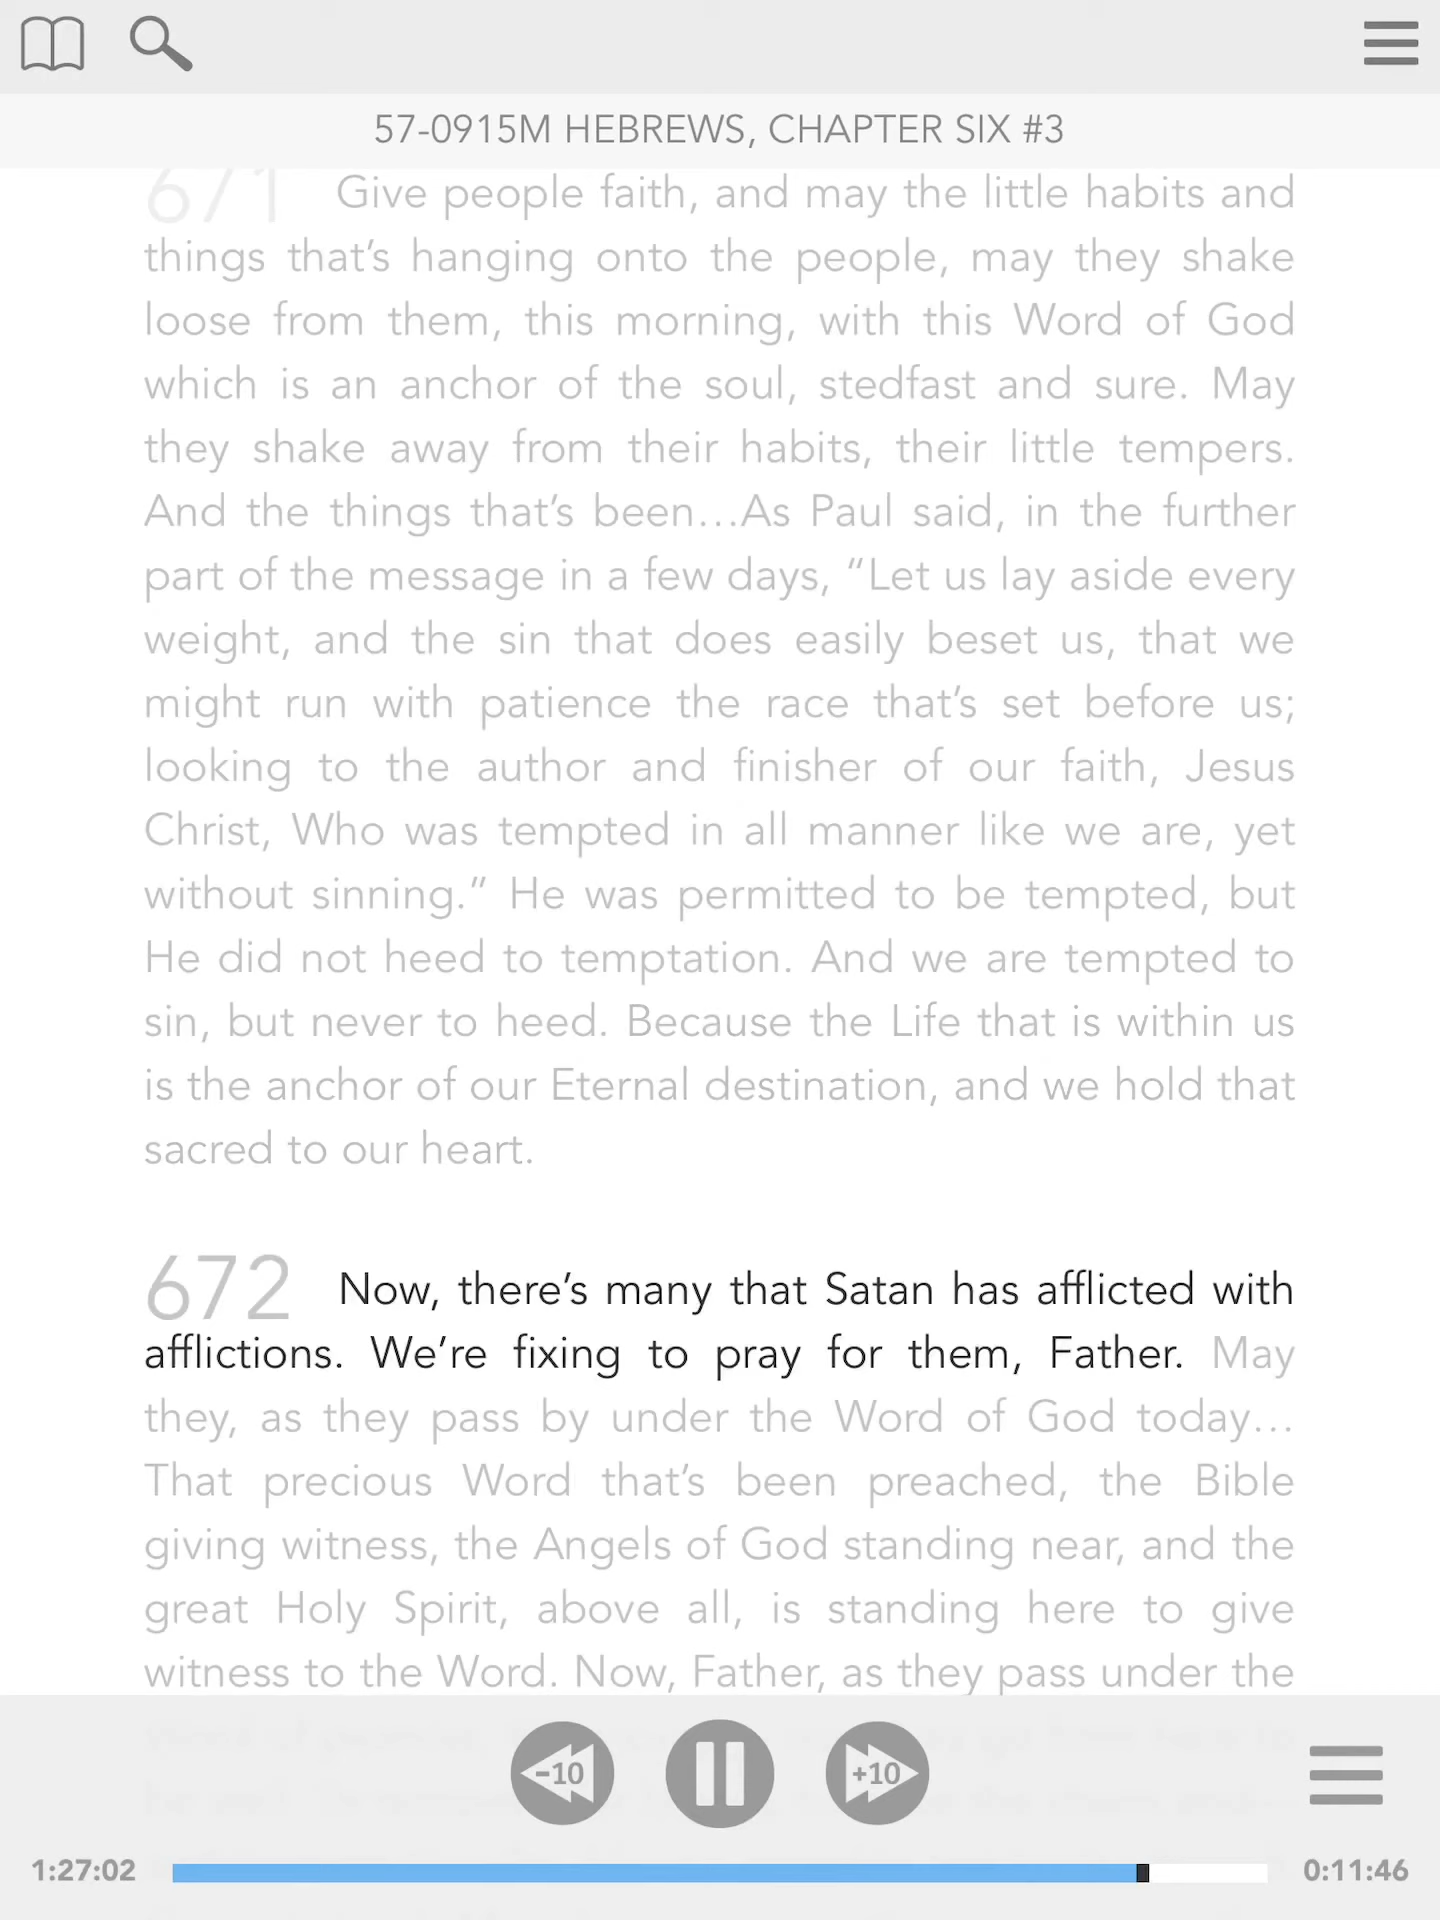 57-0915M HEBREWS, CHAPTER SIX #3
671 Give people faith, and may the little habits and
things that’s hanging onto the people, may they shake
loose from them, this morning, with this Word of God
which is an anchor of the soul, stedfast and sure. May
they shake away from their habits, their little tempers.
And the things that’s been…As Paul said, in the further
part of the message in a few days, “Let us lay aside every
weight, and the sin that does easily beset us, that we
might run with patience the race that’s set before us;
looking to the author and finisher of our faith, Jesus
Christ, Who was tempted in all manner like we are, yet
without sinning.” He was permitted to be tempted, but
He did not heed to temptation. And we are tempted to
sin, but never to heed. Because the Life that is within us
is the anchor of our Eternal destination, and we hold that
sacred to our heart.
672 Now, there’s many that Satan has afflicted with
afflictions. We’re fixing to pray for them, Father. May
they, as they pass by under the Word of God today…
That precious Word that’s been preached, the Bible
giving witness, the Angels of God standing near, and the
great Holy Spirit, above all, is standing here to give
witness to the Word. Now, Father, as they pass under the
-10 +10
1:27:02 0:11:46